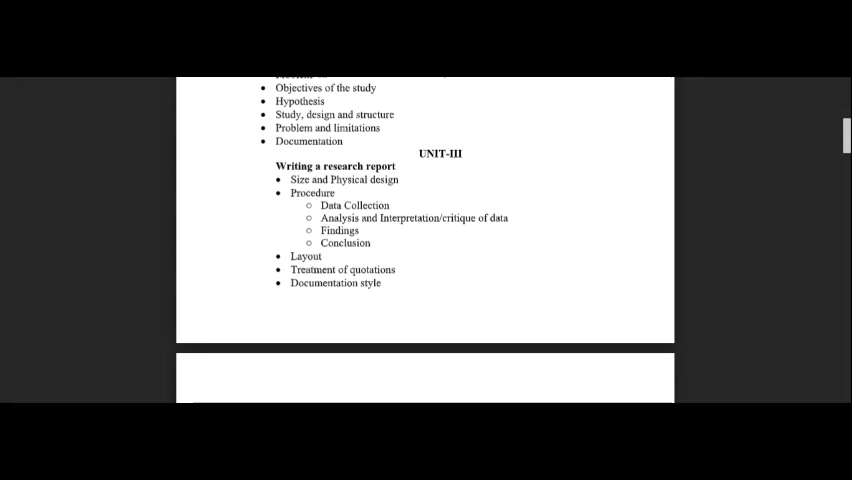 • Objectives of the study
• Hypothesis
• Study, design and structure
• Problem and limitations
• Documentation
UNIT-III
Writing a research report
• Size and Physical design
• Procedure
○ Data Collection
○ Analysis and Interpretation/critique of data
○ Findings
○ Conclusion
• Layout
• Treatment of quotations
• Documentation style